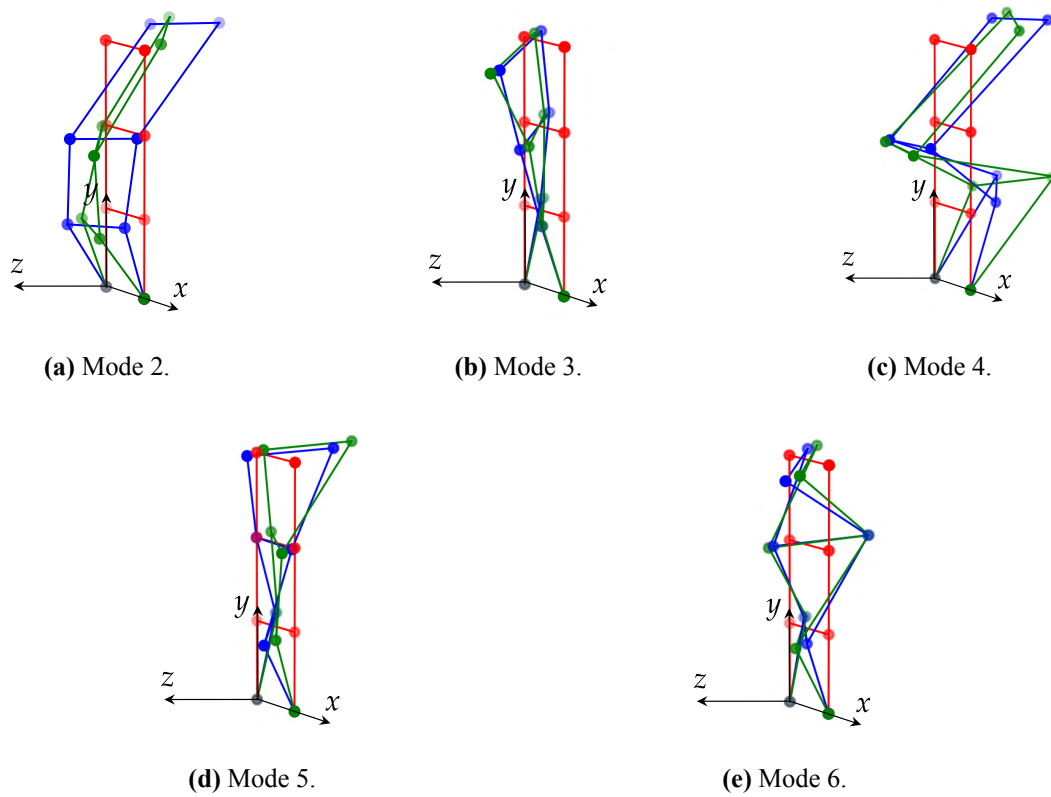 y
z
x
y
z
x
y
z
x
(a) Mode 2.
(b) Mode 3.
(c) Mode 4.
y
z
x
y
z
x
(d) Mode 5.
(e) Mode 6.